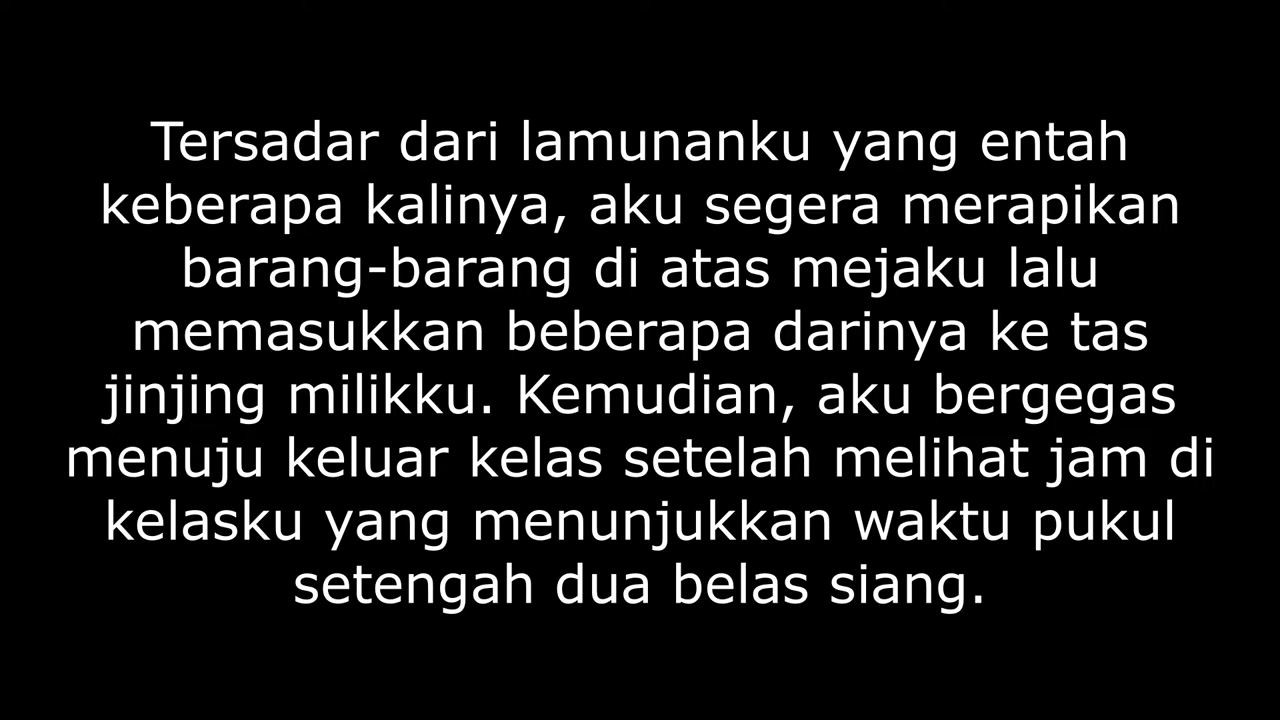 Tersadar dari lamunanku yang entah
keberapa kalinya, aku segera merapikan
barang-barang di atas mejaku lalu
memasukkan beberapa darinya ke tas
jinjing milikku. Kemudian, aku bergegas
menuju keluar kelas setelah melihat jam di
kelasku yang menunjukkan waktu pukul
setengah dua belas siang.